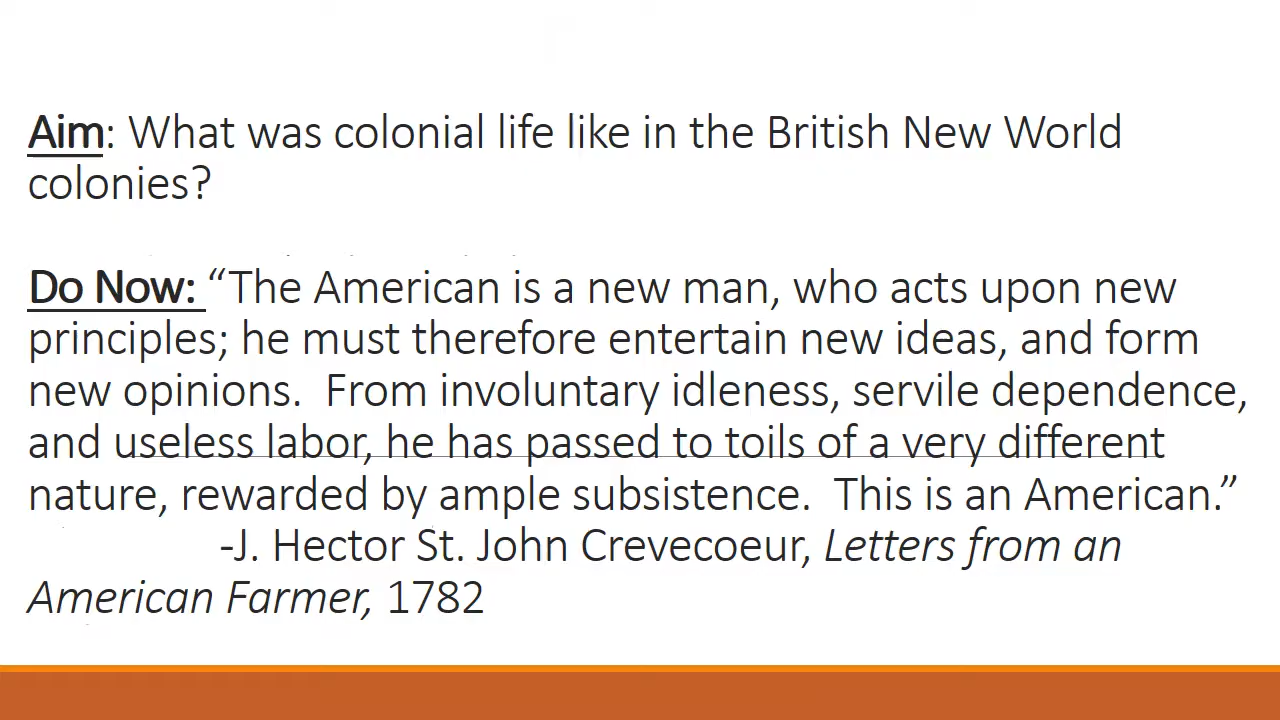 Aim: What was colonial life like in the British New World
colonies?
Do Now: “The American is a new man, who acts upon new
principles; he must therefore entertain new ideas, and form
new opinions.  From involuntary idleness, servile dependence,
and useless labor, he has passed to toils of a very different
nature, rewarded by ample subsistence.  This is an American.”
-J. Hector St. John Crevecoeur, Letters from an
American Farmer, 1782